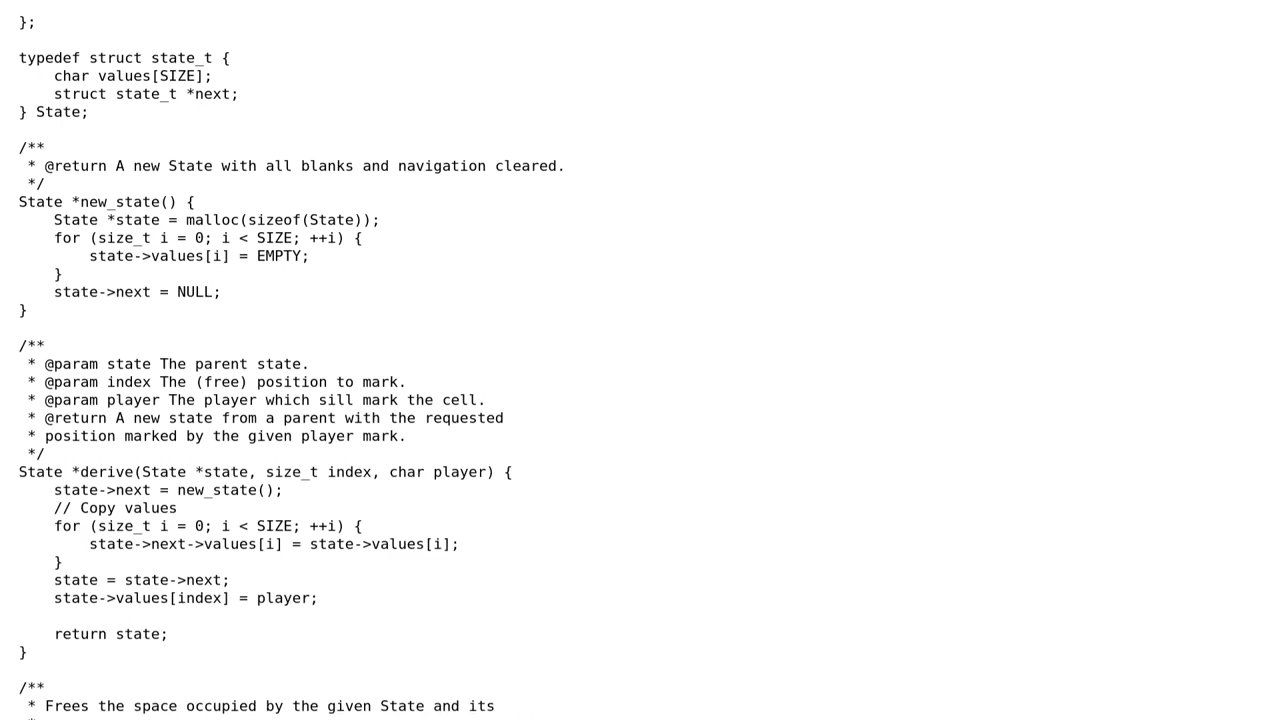 };

typedef struct state_t {
    char values[SIZE];
    struct state_t *next;
} State;

/**
 * @return A new State with all blanks and navigation cleared.
 */
State *new_state() {
    State *state = malloc(sizeof(State));
    for (size_t i = 0; i < SIZE; ++i) {
        state->values[i] = EMPTY;
    }
    state->next = NULL;
}

/**
 * @param state The parent state.
 * @param index The (free) position to mark.
 * @param player The player which sill mark the cell.
 * @return A new state from a parent with the requested
 * position marked by the given player mark.
 */
State *derive(State *state, size_t index, char player) {
    state->next = new_state();
    // Copy values
    for (size_t i = 0; i < SIZE; ++i) {
        state->next->values[i] = state->values[i];
    }
    state = state->next;
    state->values[index] = player;

    return state;
}

/**
 * Frees the space occupied by the given State and its